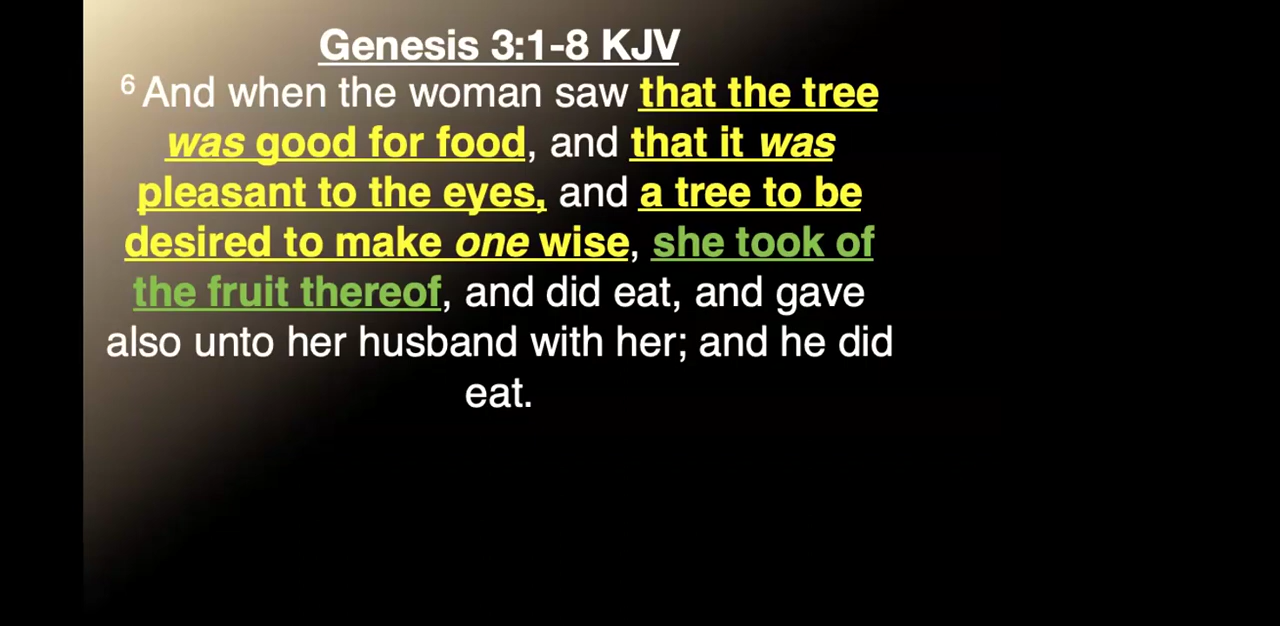 Genesis 3:1-8 KJV
6 And when the woman saw that the tree
was good for food, and that it was
pleasant to the eyes, and a tree to be
desired to make one wise, she took of
the fruit thereof, and did eat, and gave
also unto her husband with her; and he did
eat.